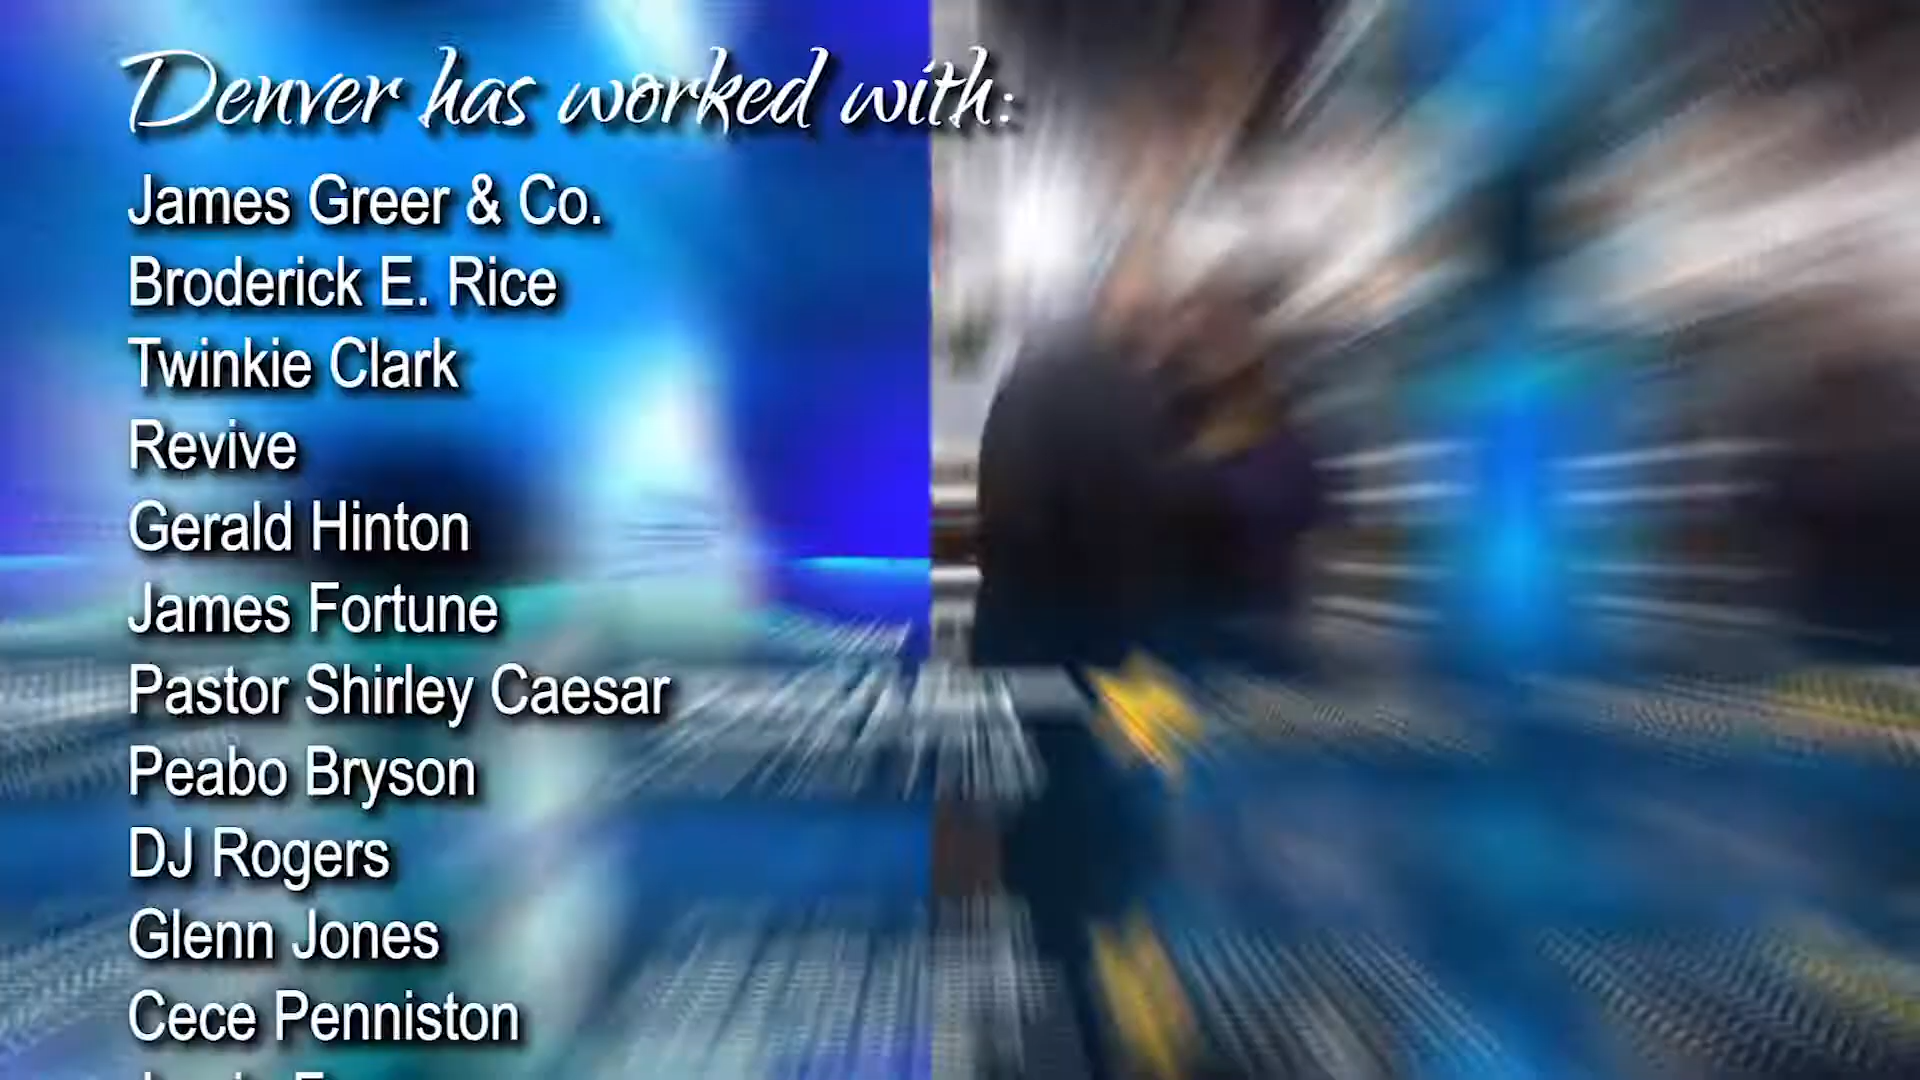 Denver has worked with:
James Greer & Co.
Broderick E. Rice
Twinkie Clark
Revive
Gerald Hinton
James Fortune
Pastor Shirley Caesar
Peabo Bryson
DJ Rogers
Glenn Jones
Cece Penniston